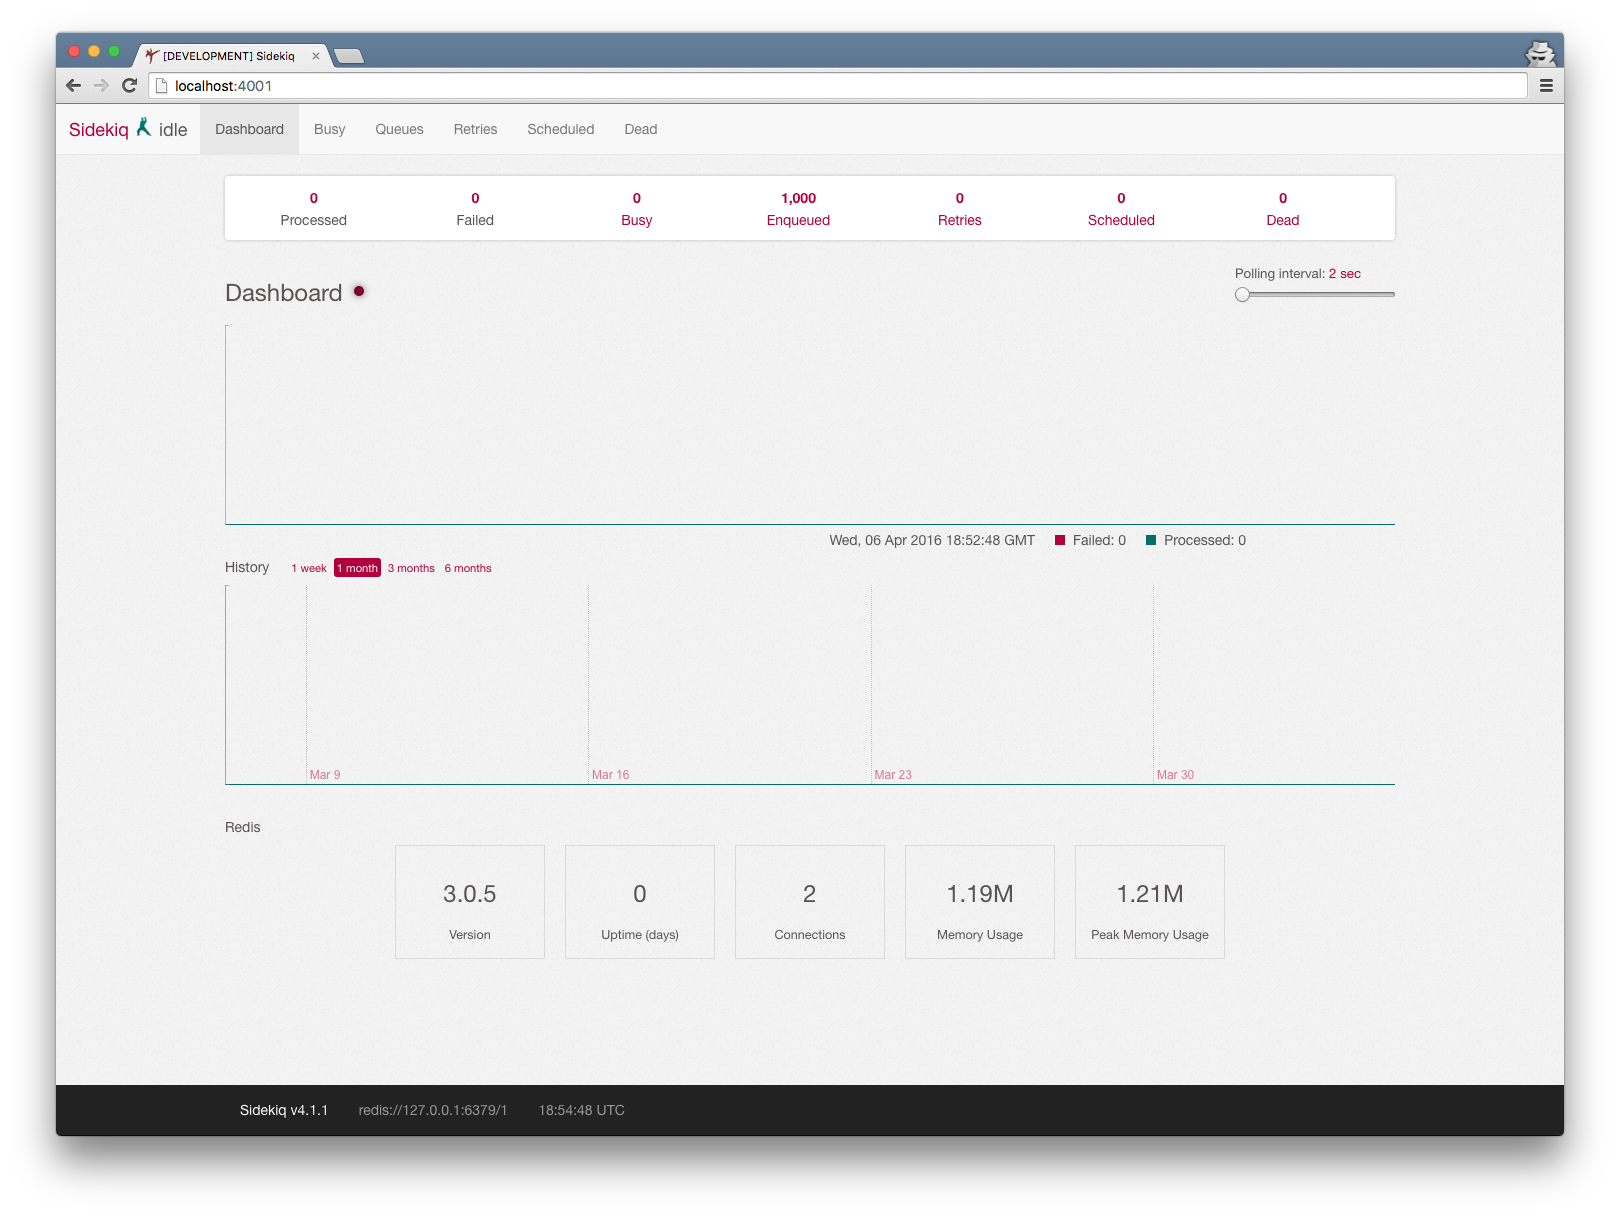 [DEVELOPMENT] Sidekiq
localhost:4001
Sidekiq idle Dashboard Busy Queues Retries Scheduled Dead
0 0 0 1,000 0 0 0
Processed Failed Busy Enqueued Retries Scheduled Dead
Polling interval: 2 sec
Dashboard
Wed, 06 Apr 2016 18:52:48 GMT Failed: 0 Processed: 0
History 1 week 1 month 3 months 6 months
Mar 9 Mar 16 Mar 23 Mar 30
Redis
3.0.5 0 2 1.19M 1.21M
Version Uptime (days) Connections Memory Usage Peak Memory Usage
Sidekiq v4.1.1 redis://127.0.0.1:6379/1 18:54:48 UTC